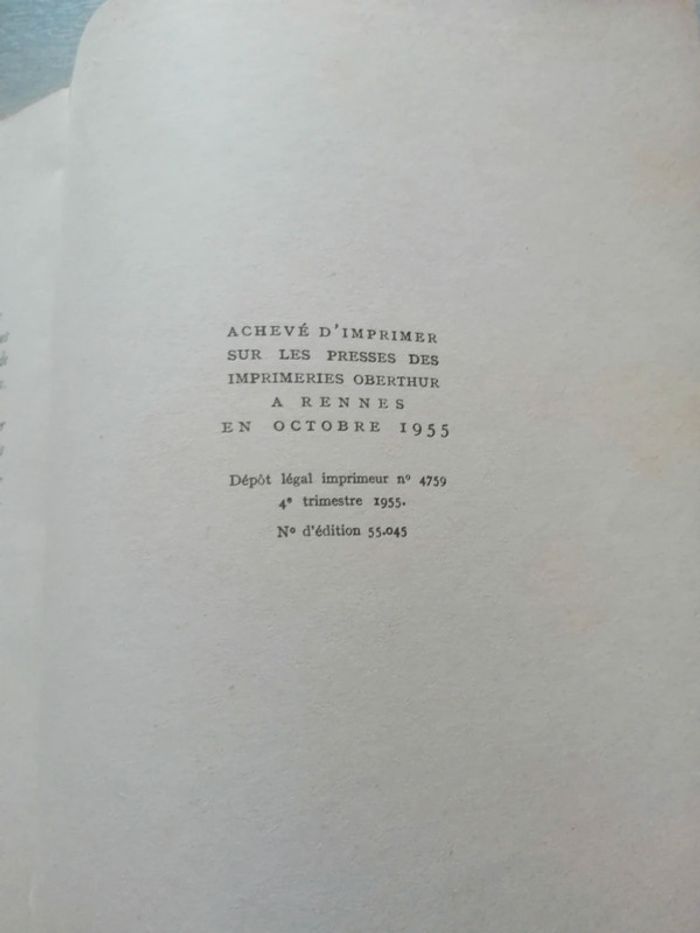 ACHEVÉ D'IMPRIMER
SUR LES PRESSES DES
IMPRIMERIES OBERTHUR
A RENNES
EN OCTOBRE 1955
Dépôt légal imprimeur nº 4759
4e trimestre 1955.
Nº d'édition 55.045